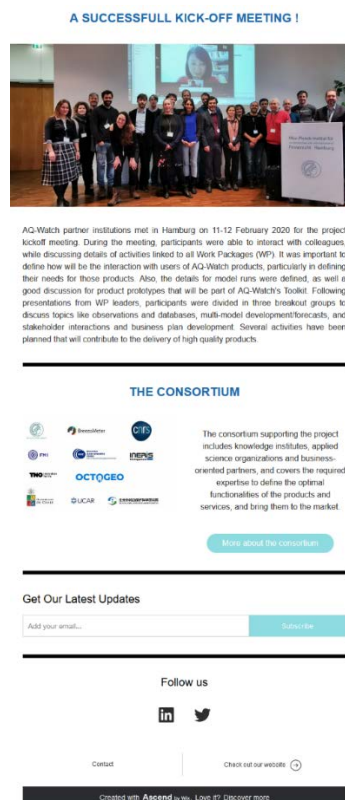 A SUCCESSFULL KICK-OFF MEETING !
Max-Planck-Institut für
AQ-Watch partner institutions met in Hamburg on 11-12 February 2020 for the project
kickoff meeting. During the meeting, participants were able to interact with colleagues,
while discussing details of activities linked to all Work Packages (WP). It was important to
define how will be the interaction with users of AQ-Watch products, particularly in defining
their needs for those products. Also, the details for model runs were defined, as well a
good discussion for product prototypes that will be part of AQ-Watch's Toolkit. Following
presentations from WP leaders, participants were divided in three breakout groups to
discuss topics like observations and databases, multi-model development/forecasts, and
stakeholder interactions and business plan development. Several activities have been
planned that will contribute to the delivery of high quality products.
THE CONSORTIUM
cnrs
FMI
INERIS
TNO
OCTOGEO
UCAR
The consortium supporting the project
includes knowledge institutes, applied
science organizations and business-
oriented partners, and covers the required
expertise to define the optimal
functionalities of the products and
services, and bring them to the market.
More about the consortium
Get Our Latest Updates
Add your email...
Subscribe
Follow us
in
Contact
Check out our website
Created with Ascend by Wix. Love it? Discover more